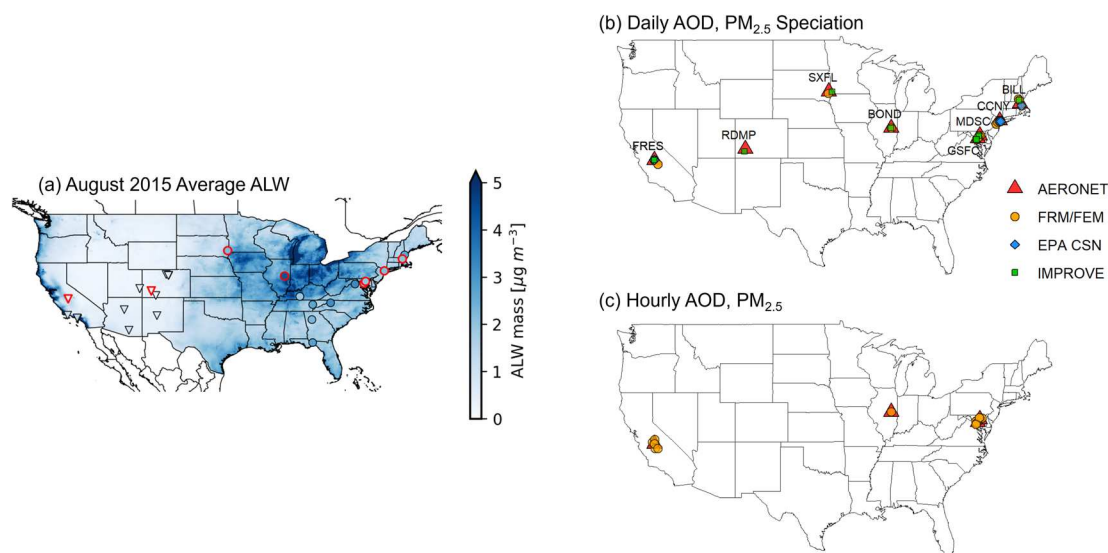 (a) August 2015 Average ALW
5
4
3
2
1
0
ALW mass [μg m⁻³]
(b) Daily AOD, PM₂.₅ Speciation
SXFL
BILL
CCNY
BOND
MDSC
RDMP
FRES
GSFC
AERONET
FRM/FEM
EPA CSN
IMPROVE
(c) Hourly AOD, PM₂.₅